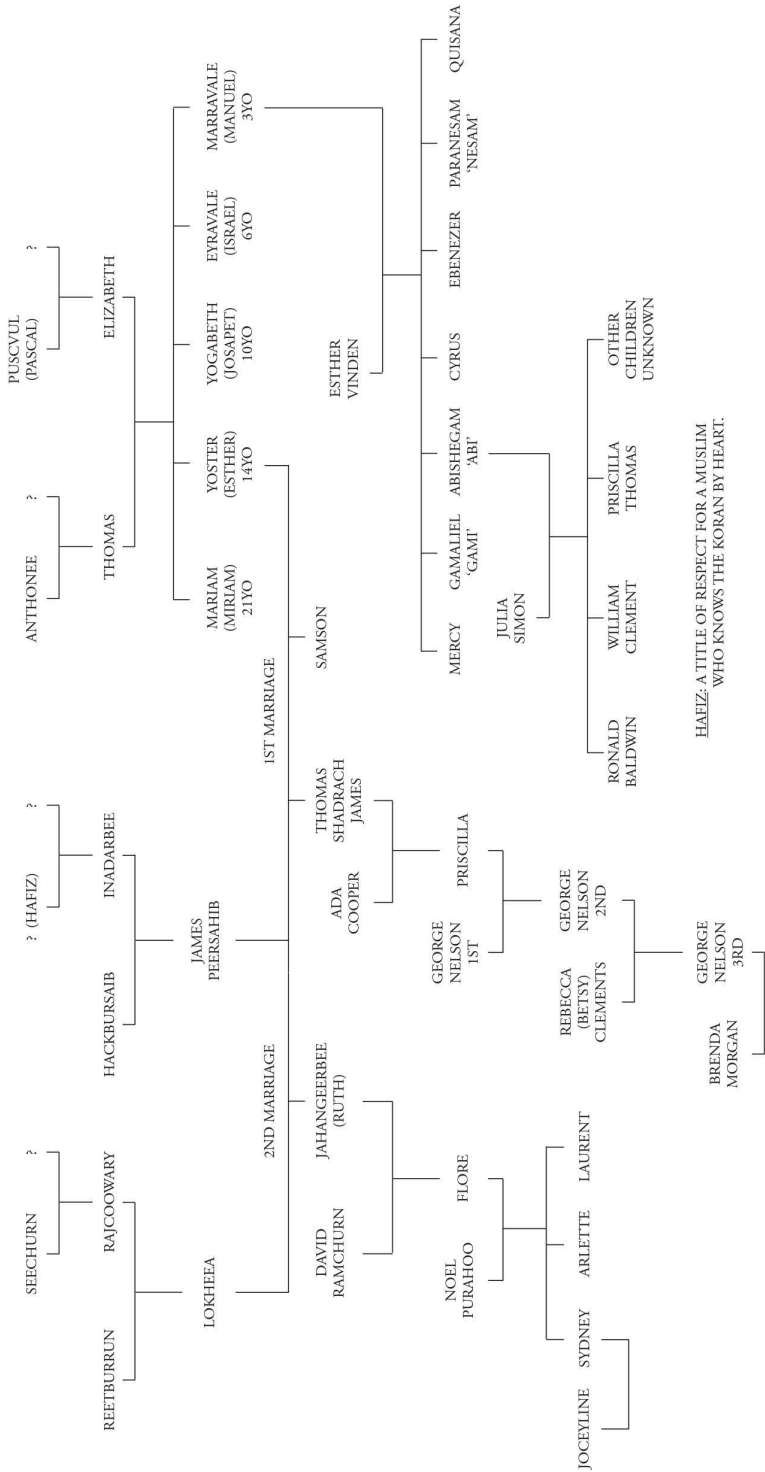 SEECHURN
?
? (HAFIZ)
?
ANTHONEE
?
PUSCVUL
(PASCAL)
?
REETBURRUN
RAJCOOWARY
HACKBURSAIB
INADARBEE
THOMAS
ELIZABETH
LOKHEEA
JAMES
PEERSAHIB
MARIAM
(MIRIAM)
21YO
YOSTER
(ESTHER)
14YO
YOGABETH
(JOSAPET)
10YO
EYRAVALE
(ISRAEL)
6YO
MARRAVALE
(MANUEL)
3YO
2ND MARRIAGE
1ST MARRIAGE
DAVID
RAMCHURN
JAHANGEERBEE
(RUTH)
ADA
COOPER
THOMAS
SHADRACH
JAMES
SAMSON
ESTHER
VINDEN
NOEL
PURAHOO
FLORE
GEORGE
NELSON
1ST
PRISCILLA
MERCY
GAMALIEL
‘GAMI’
ABISHEGAM
‘ABI’
CYRUS
EBENEZER
PARANESAM
‘NESAM’
QUISANA
JULIA
SIMON
JOCEYLINE
SYDNEY
ARLETTE
LAURENT
REBECCA
(BETSY)
CLEMENTS
GEORGE
NELSON
2ND
RONALD
BALDWIN
WILLIAM
CLEMENT
PRISCILLA
THOMAS
OTHER
CHILDREN
UNKNOWN
BRENDA
MORGAN
GEORGE
NELSON
3RD
HAFIZ: A TITLE OF RESPECT FOR A MUSLIM
WHO KNOWS THE KORAN BY HEART.